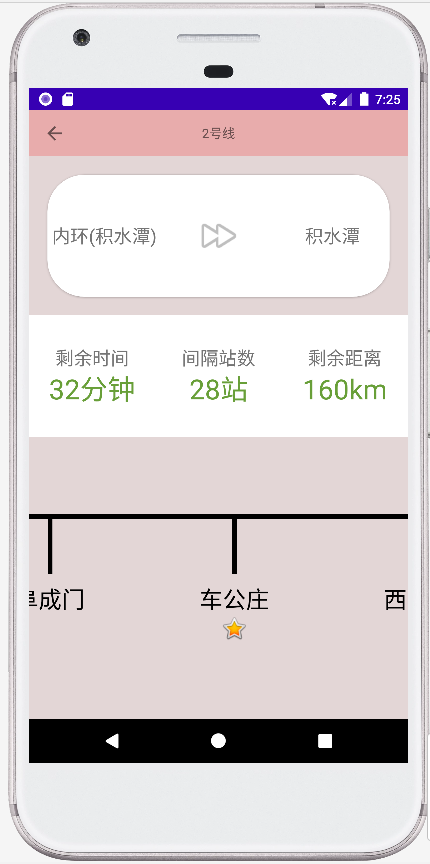 7:25
2号线
内环(积水潭) 积水潭
剩余时间 间隔站数 剩余距离
32分钟 28站 160km
阜成门 车公庄 西